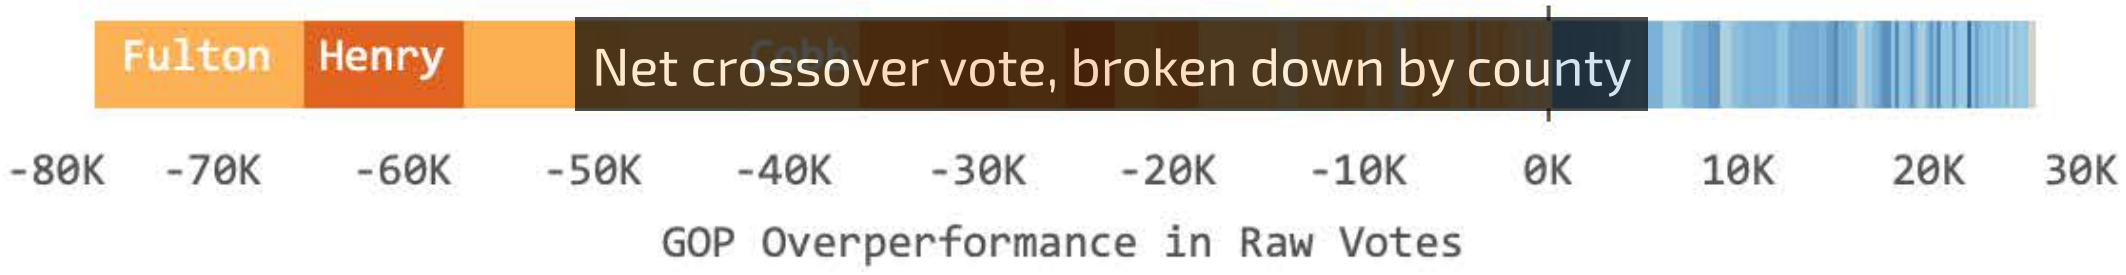 Fulton Henry Cobb
Net crossover vote, broken down by county
-80K -70K -60K -50K -40K -30K -20K -10K 0K 10K 20K 30K
GOP Overperformance in Raw Votes